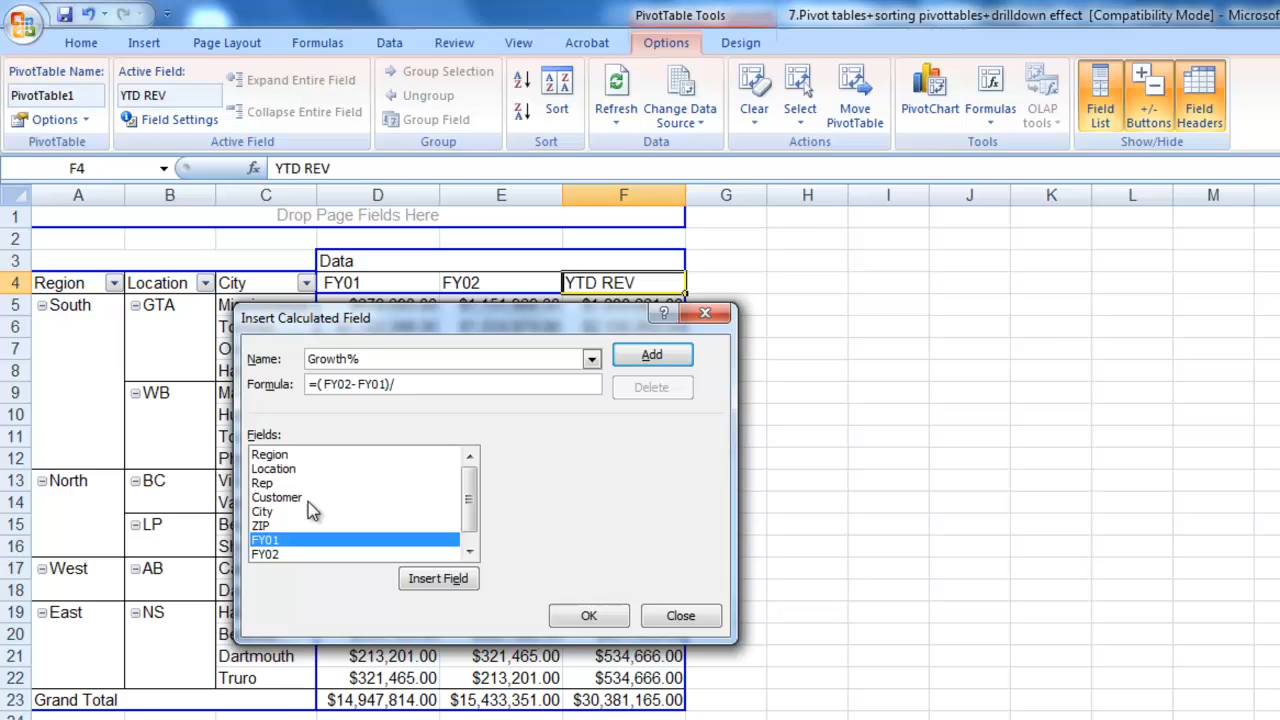 PivotTable Tools
7.Pivot tables+sorting pivottables+drilldown effect [Compatibility Mode] - Microsof
Home Insert Page Layout Formulas Data Review View Acrobat Options Design
PivotTable Name:
PivotTable1
Options
PivotTable
Active Field:
YTD REV
Field Settings
Expand Entire Field
Collapse Entire Field
Active Field
Group Selection
Ungroup
Group Field
Group
Sort
Sort
Refresh
Change Data
Source
Data
Clear
Select
Move
PivotTable
Actions
PivotChart
Formulas
OLAP
tools
Tools
Field
List
+/-
Buttons
Field
Headers
Show/Hide
F4 fx YTD REV
A B C D E F G H I J K L M
1 Drop Page Fields Here
2
3 Data
4 Region Location City FY01 FY02 YTD REV
5 South GTA
6
7
8
9 WB
10
11
12
13 North BC
14
15 LP
16
17 West AB
18
19 East NS
20
21 Dartmouth $213,201.00 $321,465.00 $534,666.00
22 Truro $321,465.00 $213,201.00 $534,666.00
23 Grand Total $14,947,814.00 $15,433,351.00 $30,381,165.00
Insert Calculated Field
Name: Growth% Add
Formula: =( FY02- FY01)/ Delete
Fields:
Region
Location
Rep
Customer
City
ZIP
FY01
FY02
Insert Field
OK Close